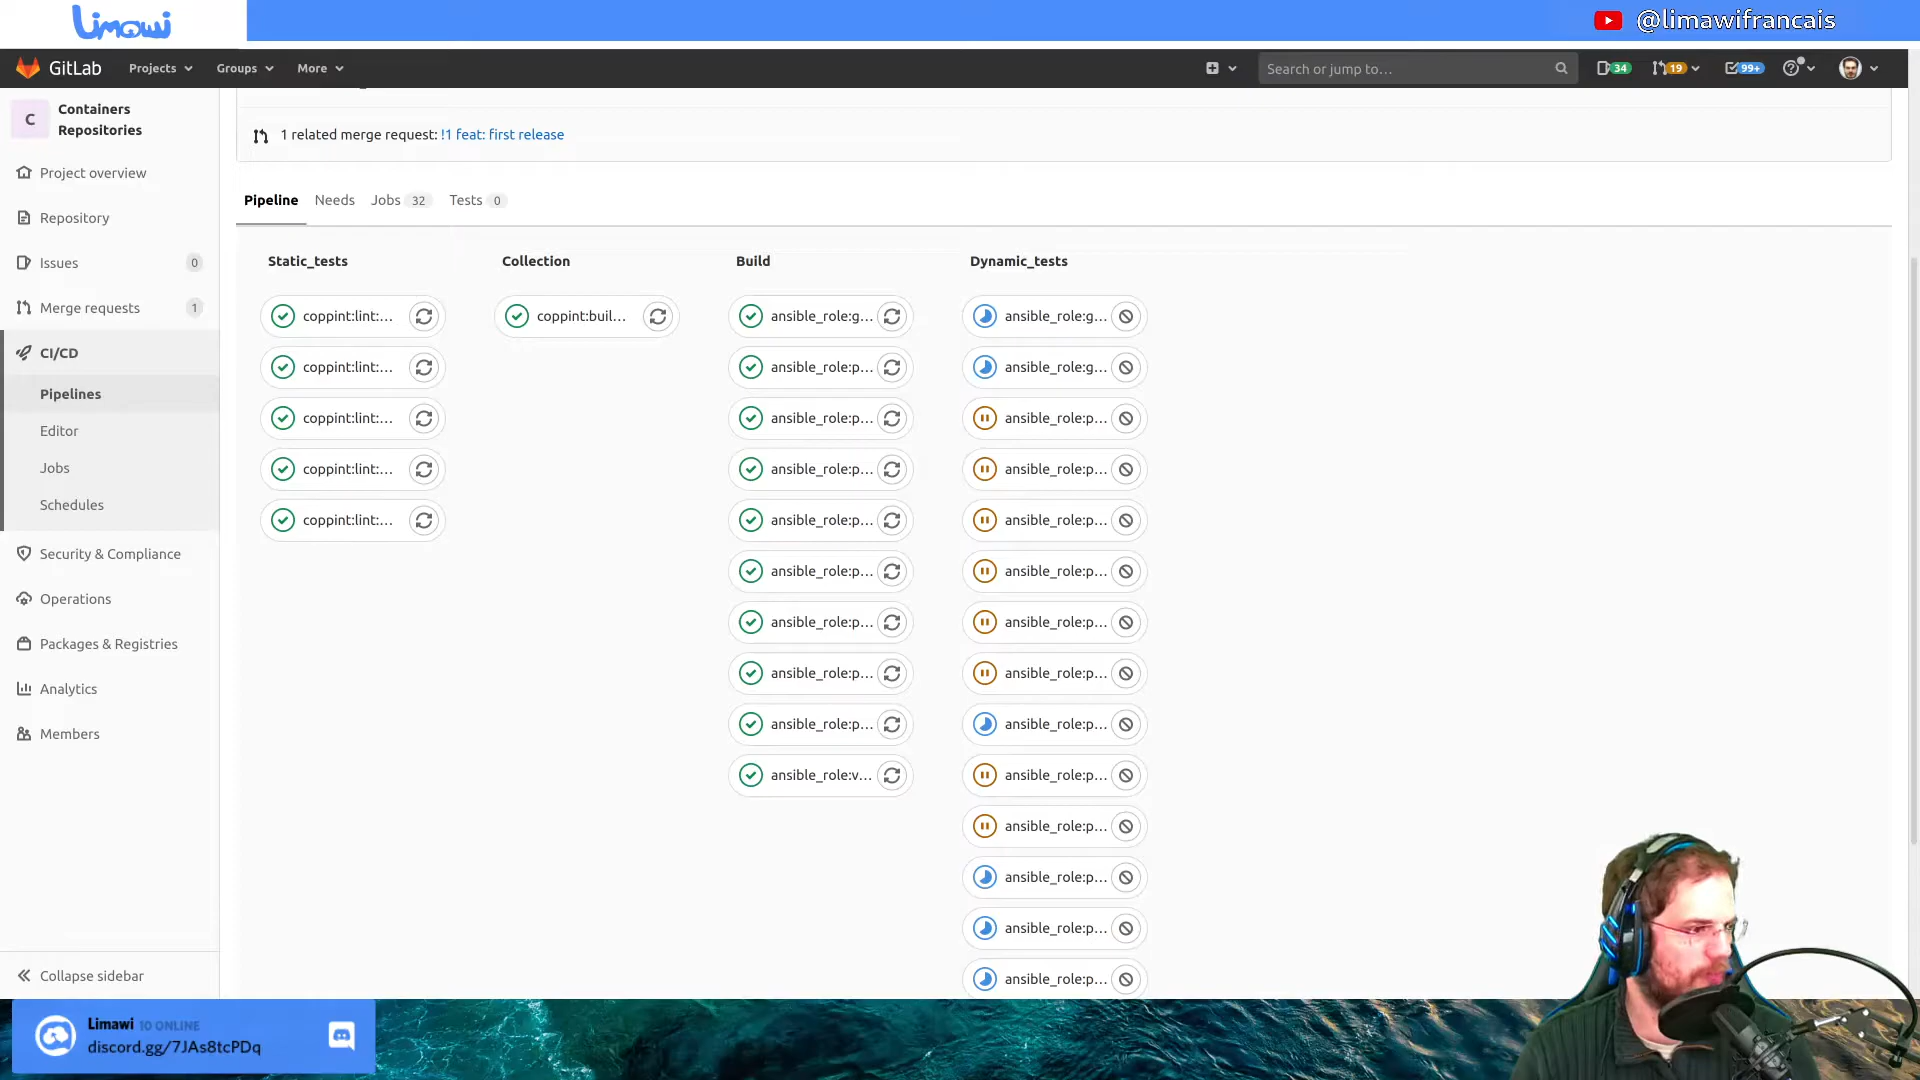 Limawi
@limawifrancais
GitLab
Projects
Groups
More
Search or jump to...
34
19
99+
C
Containers
Repositories
1 related merge request: !1 feat: first release
Project overview
Repository
Issues
0
Merge requests
1
CI/CD
Pipelines
Editor
Jobs
Schedules
Security & Compliance
Operations
Packages & Registries
Analytics
Members
Collapse sidebar
Pipeline
Needs
Jobs 32
Tests 0
Static_tests
coppint:lint:...
coppint:lint:...
coppint:lint:...
coppint:lint:...
coppint:lint:...
Collection
coppint:buil...
Build
ansible_role:g...
ansible_role:p...
ansible_role:p...
ansible_role:p...
ansible_role:p...
ansible_role:p...
ansible_role:p...
ansible_role:p...
ansible_role:p...
ansible_role:v...
Dynamic_tests
ansible_role:g...
ansible_role:g...
ansible_role:p...
ansible_role:p...
ansible_role:p...
ansible_role:p...
ansible_role:p...
ansible_role:p...
ansible_role:p...
ansible_role:p...
ansible_role:p...
ansible_role:p...
ansible_role:p...
ansible_role:p...
Limawi 10 ONLINE
discord.gg/7JAs8tcPDq